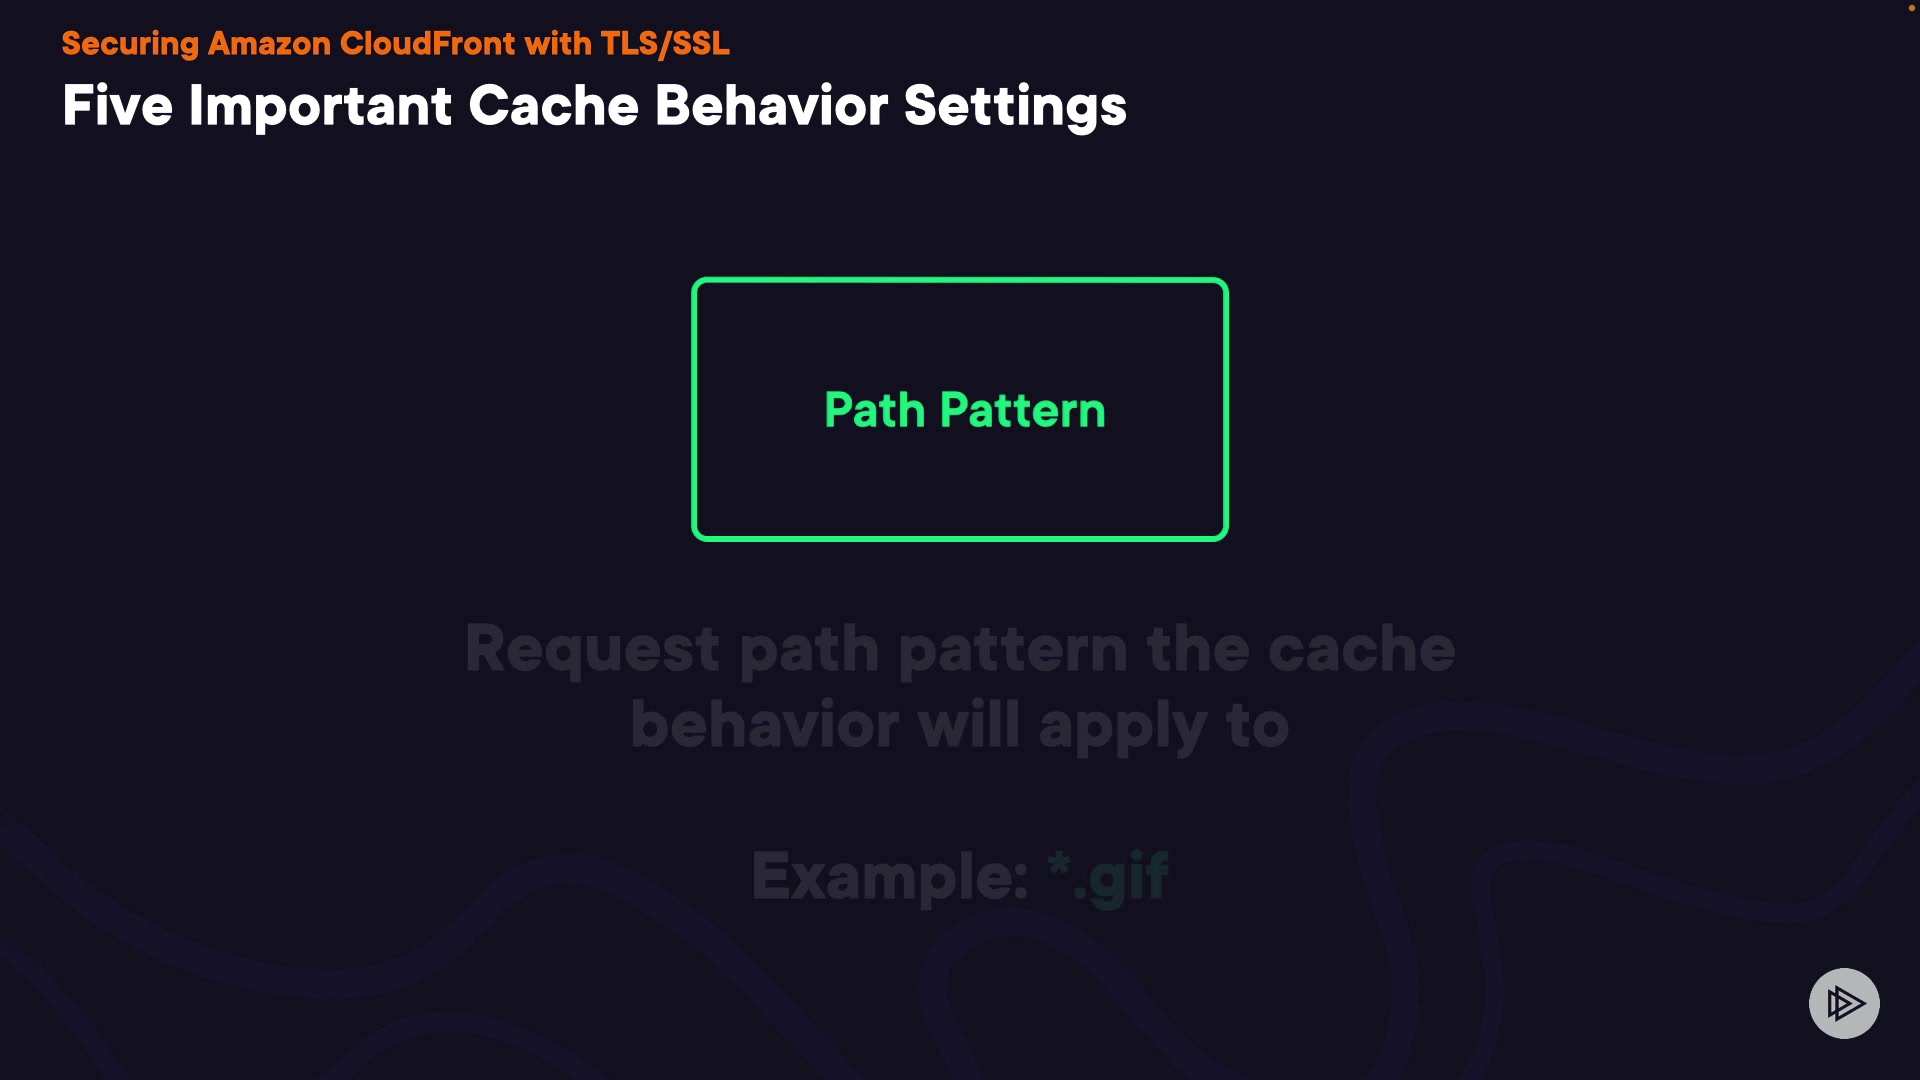 Securing Amazon CloudFront with TLS/SSL
Five Important Cache Behavior Settings
Path Pattern
Request path pattern the cache
behavior will apply to
Example: *.gif